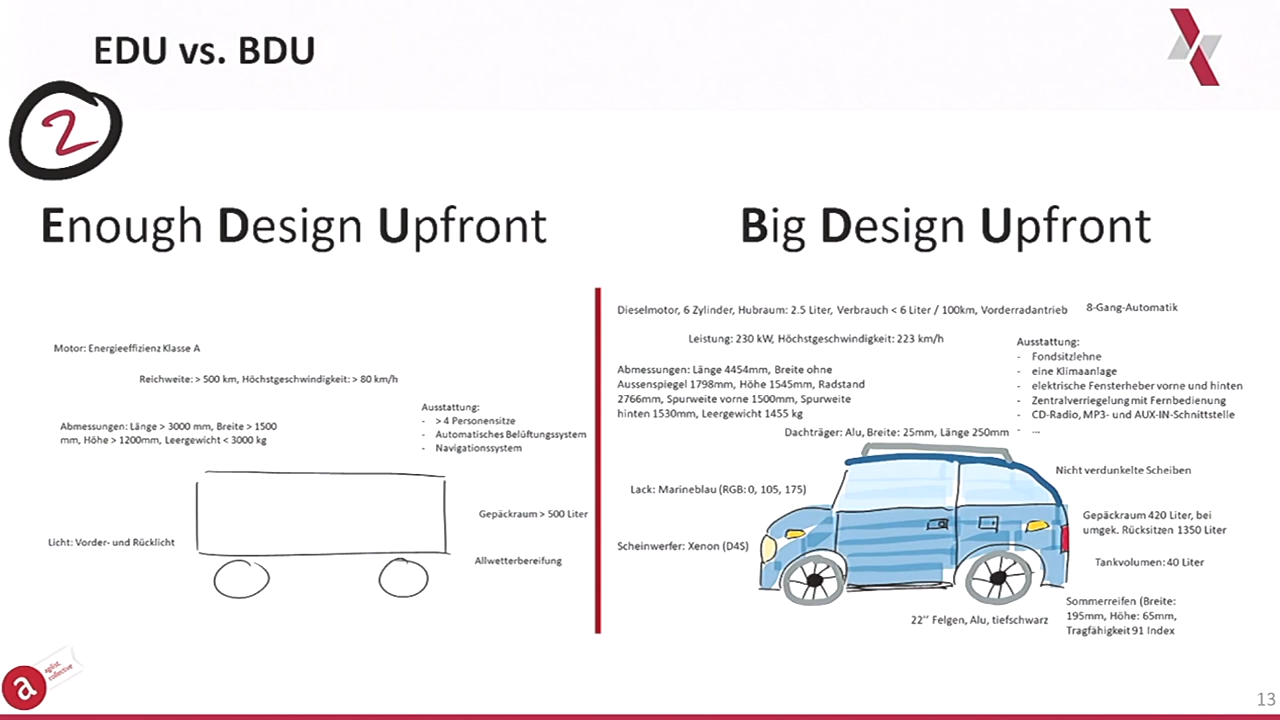 EDU vs. BDU
2
Enough Design Upfront
Motor: Energieeffizienz Klasse A
Reichweite: > 500 km, Höchstgeschwindigkeit: > 80 km/h
Abmessungen: Länge > 3000 mm, Breite > 1500
mm, Höhe > 1200mm, Leergewicht < 3000 kg
Ausstattung:
- > 4 Personensitze
- Automatisches Belüftungssystem
- Navigationssystem
Gepäckraum > 500 Liter
Licht: Vorder- und Rücklicht
Allwetterbereifung
Big Design Upfront
Dieselmotor, 6 Zylinder, Hubraum: 2.5 Liter, Verbrauch < 6 Liter / 100km, Vorderradantrieb
8-Gang-Automatik
Leistung: 230 kW, Höchstgeschwindigkeit: 223 km/h
Abmessungen: Länge 4454mm, Breite ohne
Aussenspiegel 1798mm, Höhe 1545mm, Radstand
2766mm, Spurweite vorne 1500mm, Spurweite
hinten 1530mm, Leergewicht 1455 kg
Ausstattung:
- Fondsitzlehne
- eine Klimaanlage
- elektrische Fensterheber vorne und hinten
- Zentralverriegelung mit Fernbedienung
- CD-Radio, MP3- und AUX-IN-Schnittstelle
- ...
Dachträger: Alu, Breite: 25mm, Länge 250mm
Nicht verdunkelte Scheiben
Lack: Marineblau (RGB: 0, 105, 175)
Gepäckraum 420 Liter, bei
umgek. Rücksitzen 1350 Liter
Scheinwerfer: Xenon (D4S)
Tankvolumen: 40 Liter
Sommerreifen (Breite:
195mm, Höhe: 65mm,
Tragfähigkeit 91 Index
22'' Felgen, Alu, tiefschwarz
a
agilist
collective
13